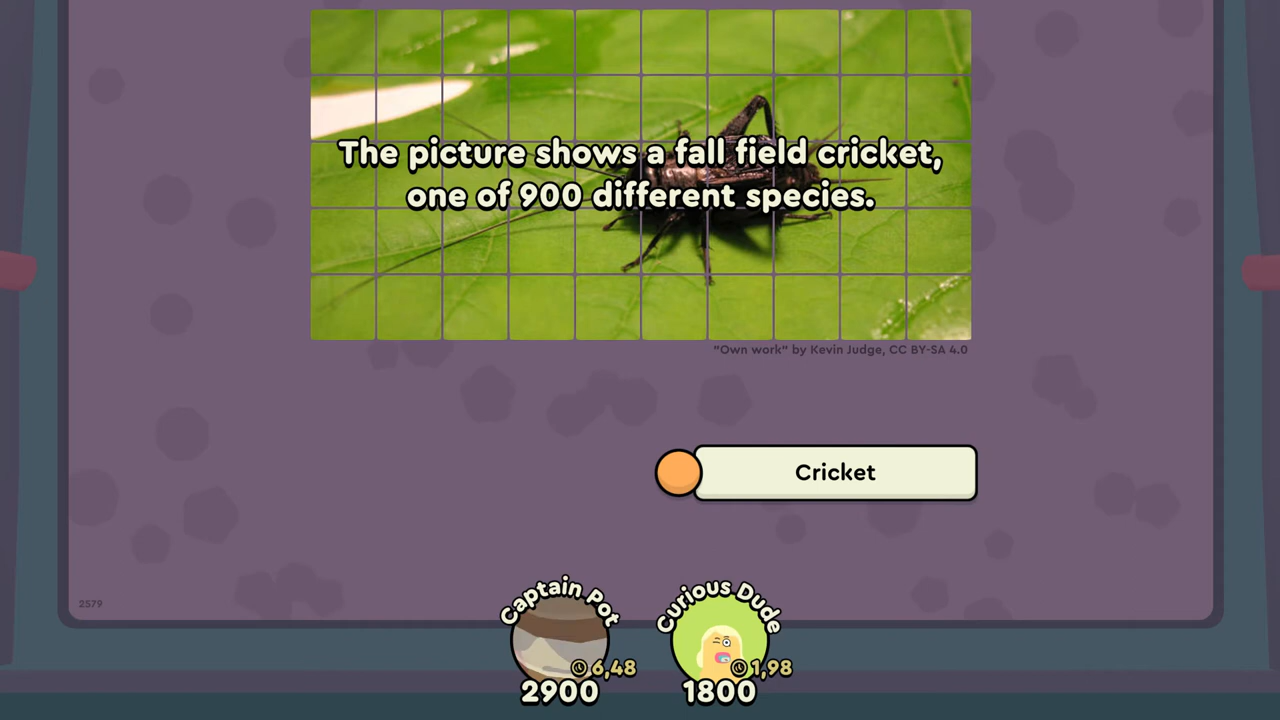 The picture shows a fall field cricket,
one of 900 different species.
"Own work" by Kevin Judge, CC BY-SA 4.0
Cricket
2579
Captain Pot
Curious Dude
6,48
1,98
2900
1800